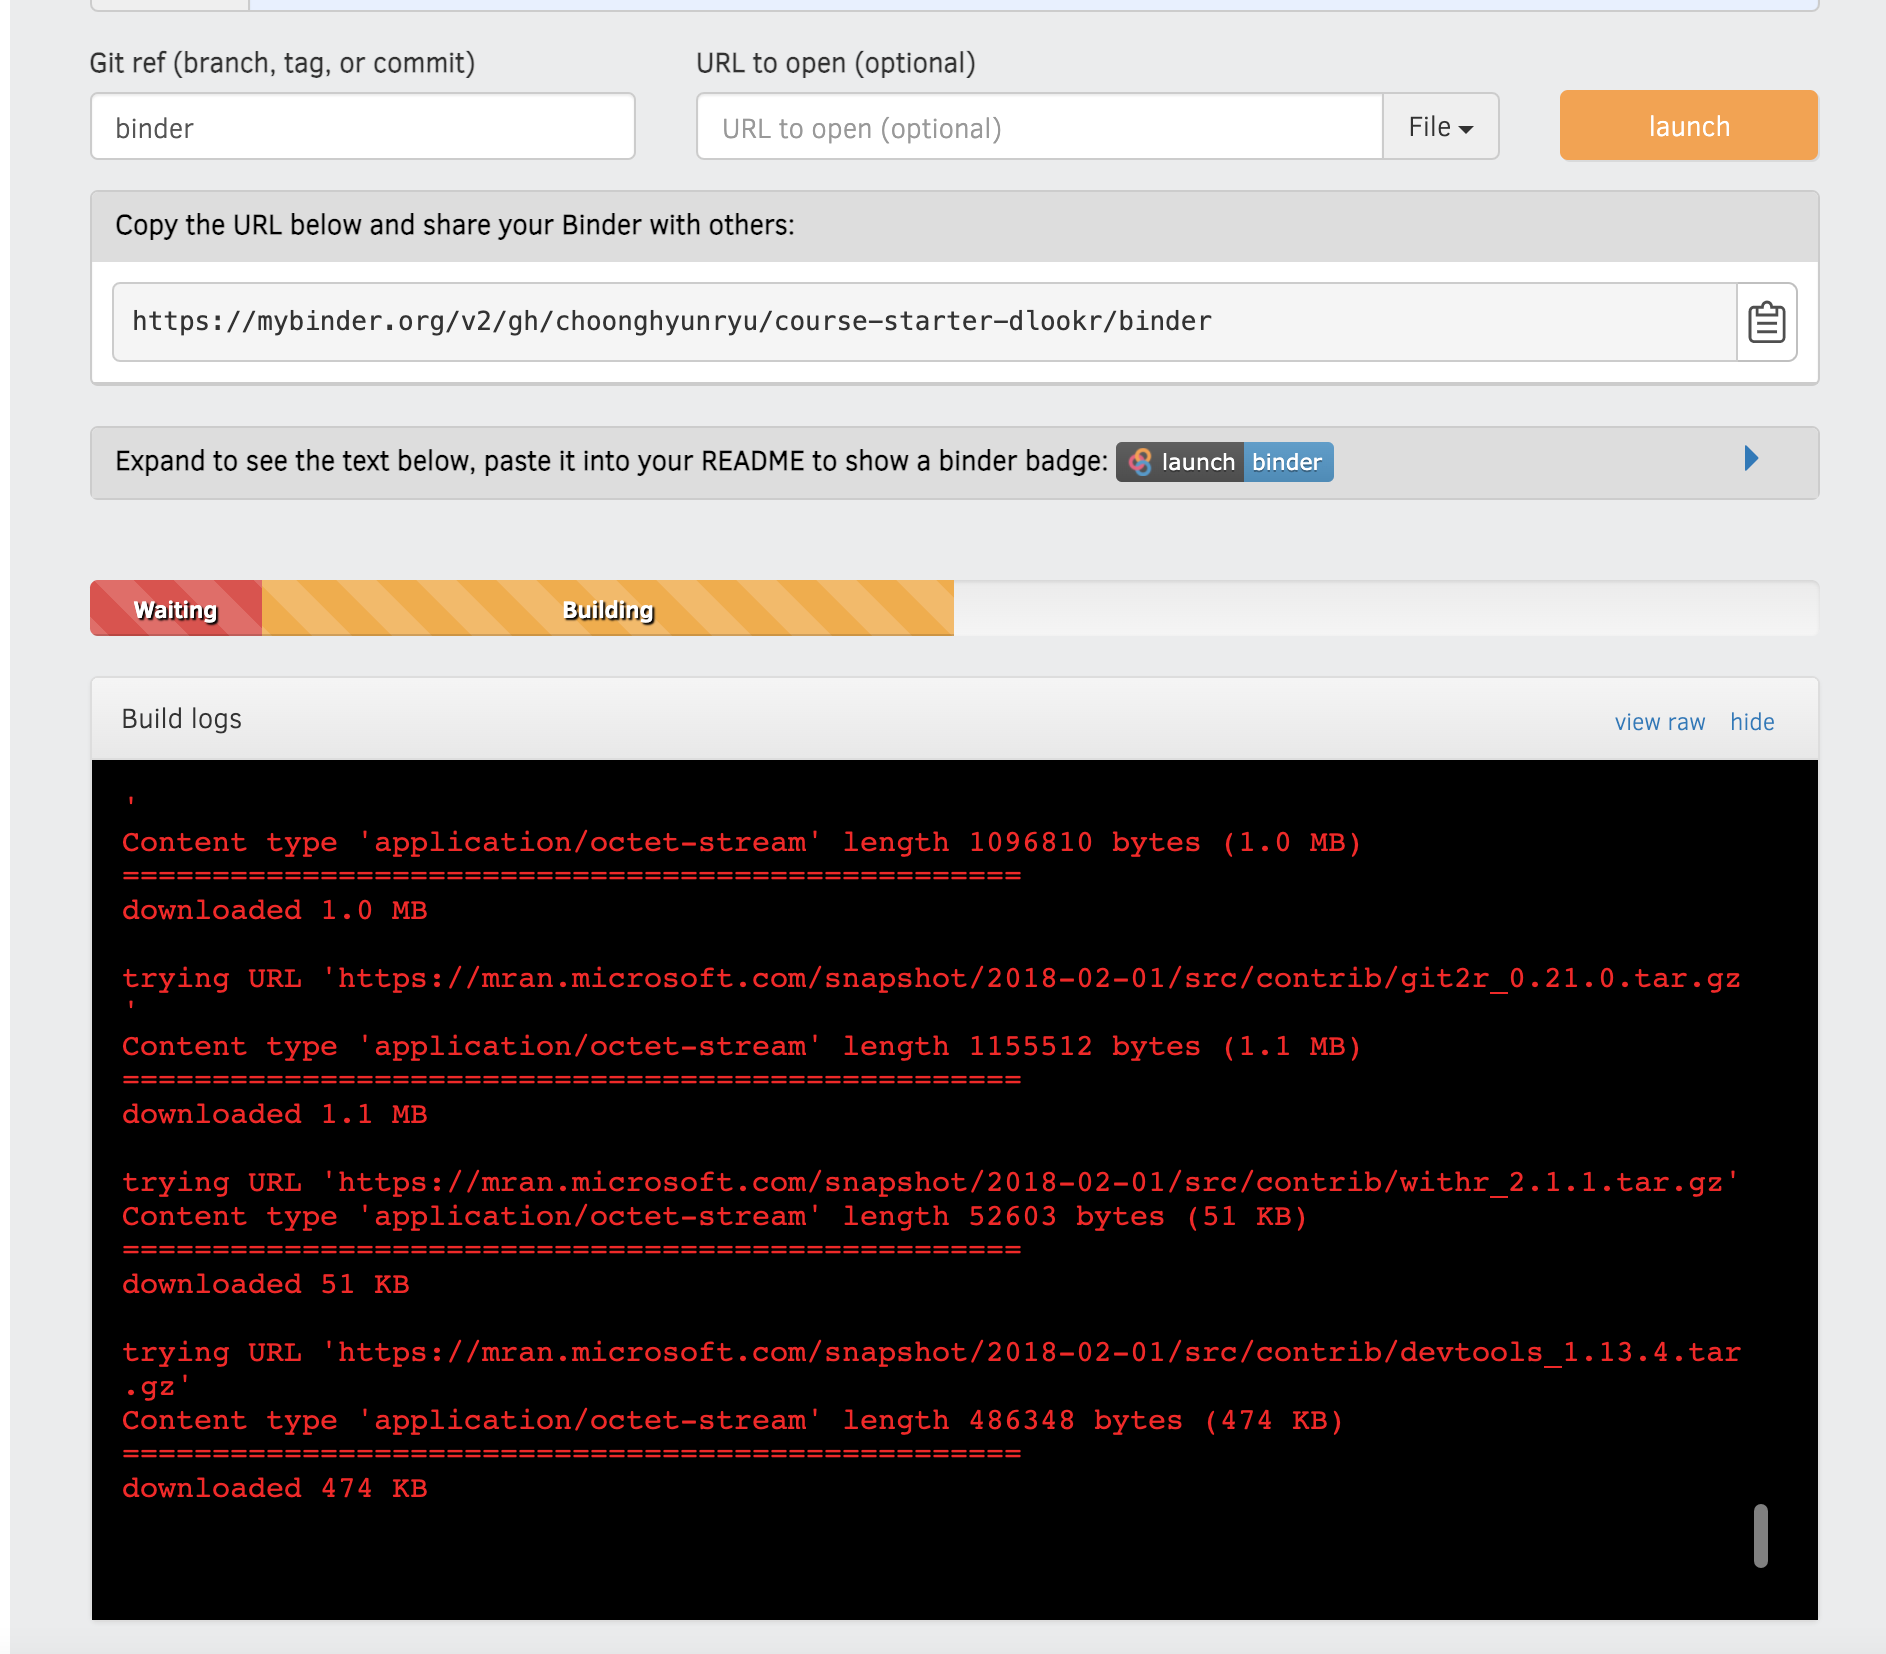 Git ref (branch, tag, or commit)
URL to open (optional)
binder
URL to open (optional)
File
launch
Copy the URL below and share your Binder with others:
https://mybinder.org/v2/gh/choonghyunryu/course-starter-dlookr/binder
Expand to see the text below, paste it into your README to show a binder badge: launch binder
Waiting
Building
Build logs
view raw
hide
'
Content type 'application/octet-stream' length 1096810 bytes (1.0 MB)
==================================================
downloaded 1.0 MB
trying URL 'https://mran.microsoft.com/snapshot/2018-02-01/src/contrib/git2r_0.21.0.tar.gz
'
Content type 'application/octet-stream' length 1155512 bytes (1.1 MB)
==================================================
downloaded 1.1 MB
trying URL 'https://mran.microsoft.com/snapshot/2018-02-01/src/contrib/withr_2.1.1.tar.gz'
Content type 'application/octet-stream' length 52603 bytes (51 KB)
==================================================
downloaded 51 KB
trying URL 'https://mran.microsoft.com/snapshot/2018-02-01/src/contrib/devtools_1.13.4.tar
.gz'
Content type 'application/octet-stream' length 486348 bytes (474 KB)
==================================================
downloaded 474 KB